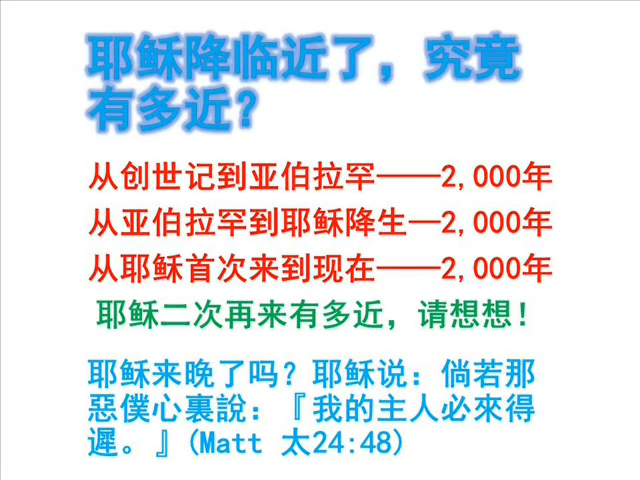 耶稣降临近了，究竟
有多近？
从创世记到亚伯拉罕——2,000年
从亚伯拉罕到耶稣降生—2,000年
从耶稣首次来到现在——2,000年
耶稣二次再来有多近，请想想！
耶稣来晚了吗？耶稣说：倘若那
惡僕心裏說：『我的主人必來得
遲。』(Matt 太24:48)